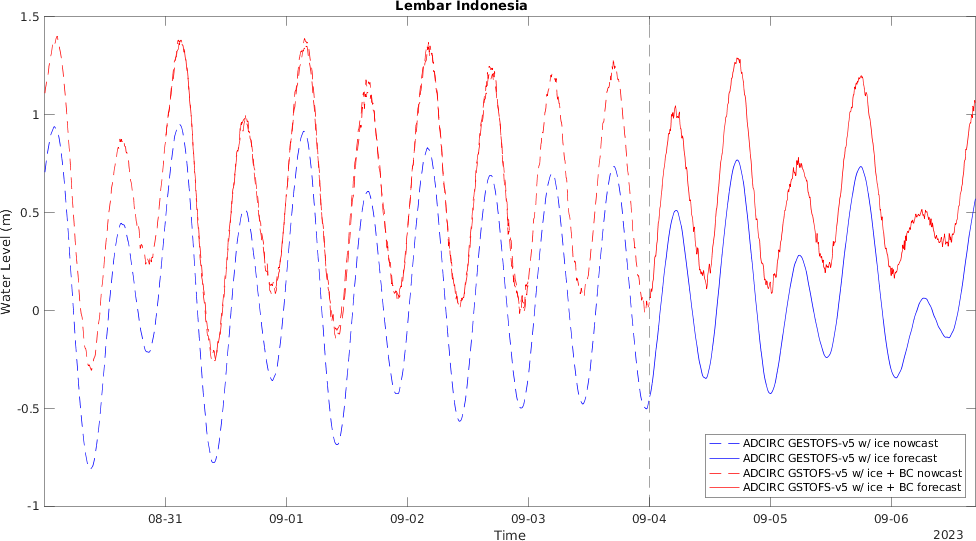 Lembar Indonesia
1.5
1
0.5
0
-0.5
-1
Water Level (m)
08-31
09-01
09-02
09-03
09-04
09-05
09-06
Time
2023
ADCIRC GESTOFS-v5 w/ ice nowcast
ADCIRC GESTOFS-v5 w/ ice forecast
ADCIRC GSTOFS-v5 w/ ice + BC nowcast
ADCIRC GSTOFS-v5 w/ ice + BC forecast